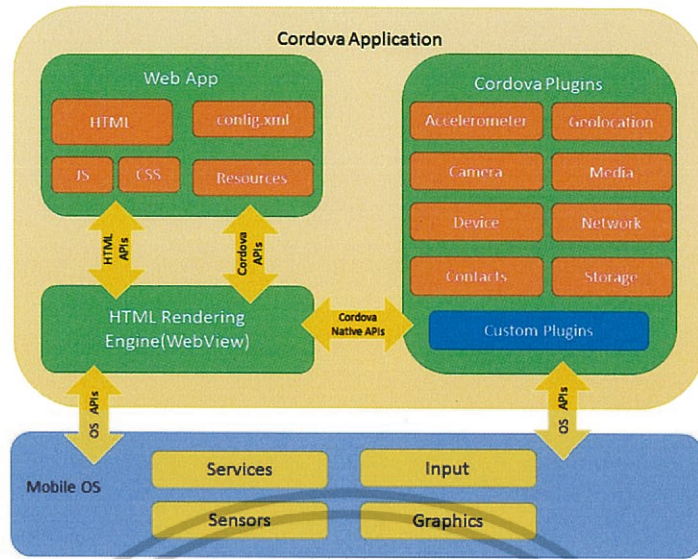 Cordova Application
Web App
HTML
config.xml
JS
CSS
Resources
HTML APIs
Cordova APIs
HTML Rendering
Engine(WebView)
Cordova
Native APIs
Cordova Plugins
Accelerometer
Geolocation
Camera
Media
Device
Network
Contacts
Storage
Custom Plugins
OS APIs
OS APIs
Mobile OS
Services
Input
Sensors
Graphics